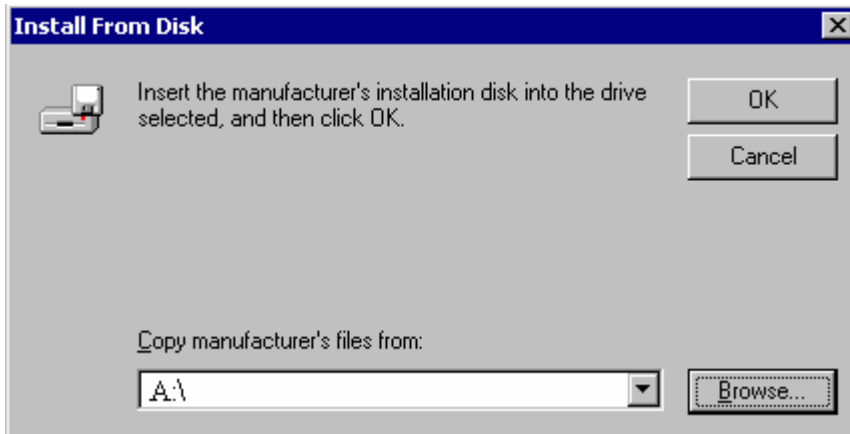 Install From Disk
Insert the manufacturer's installation disk into the drive
selected, and then click OK.
OK
Cancel
Copy manufacturer's files from:
A:\
Browse...